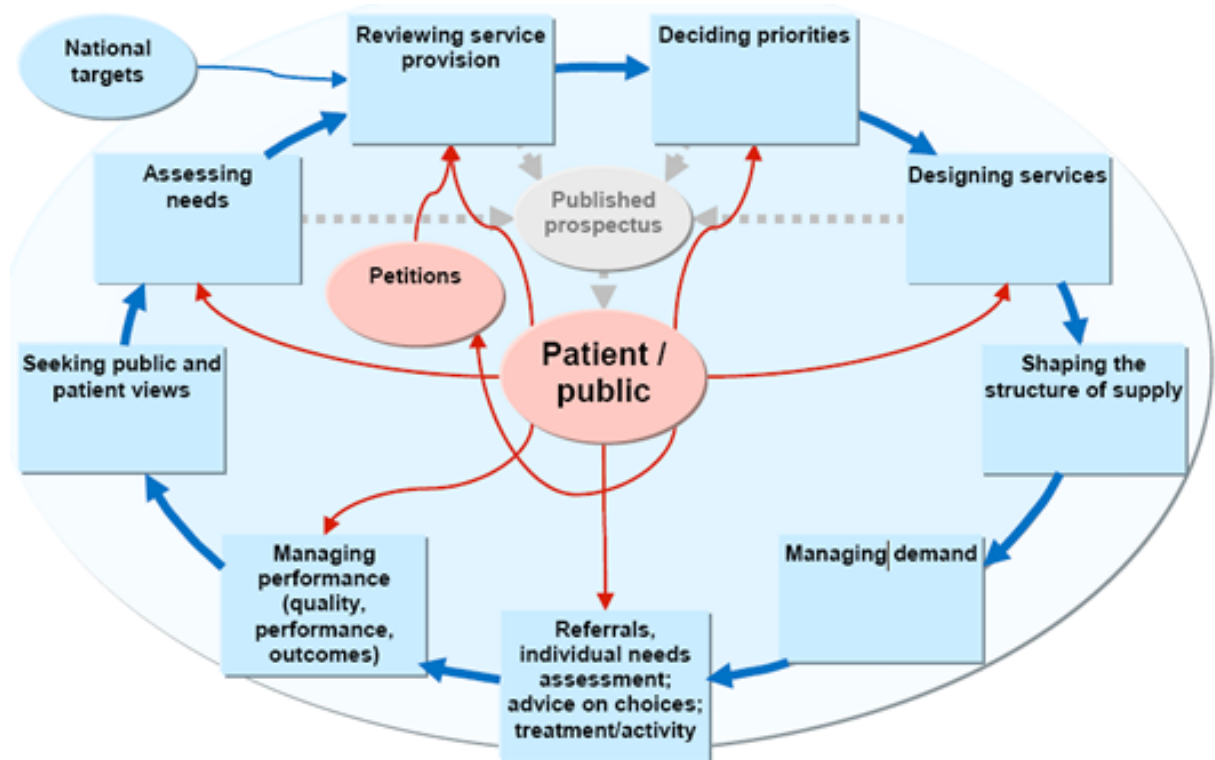 National
targets
Reviewing service
provision
Deciding priorities
Assessing
needs
Published
prospectus
Designing services
Petitions
Patient /
public
Seeking public and
patient views
Shaping the
structure of supply
Managing
performance
(quality,
performance,
outcomes)
Managing demand
Referrals,
individual needs
assessment;
advice on choices;
treatment/activity